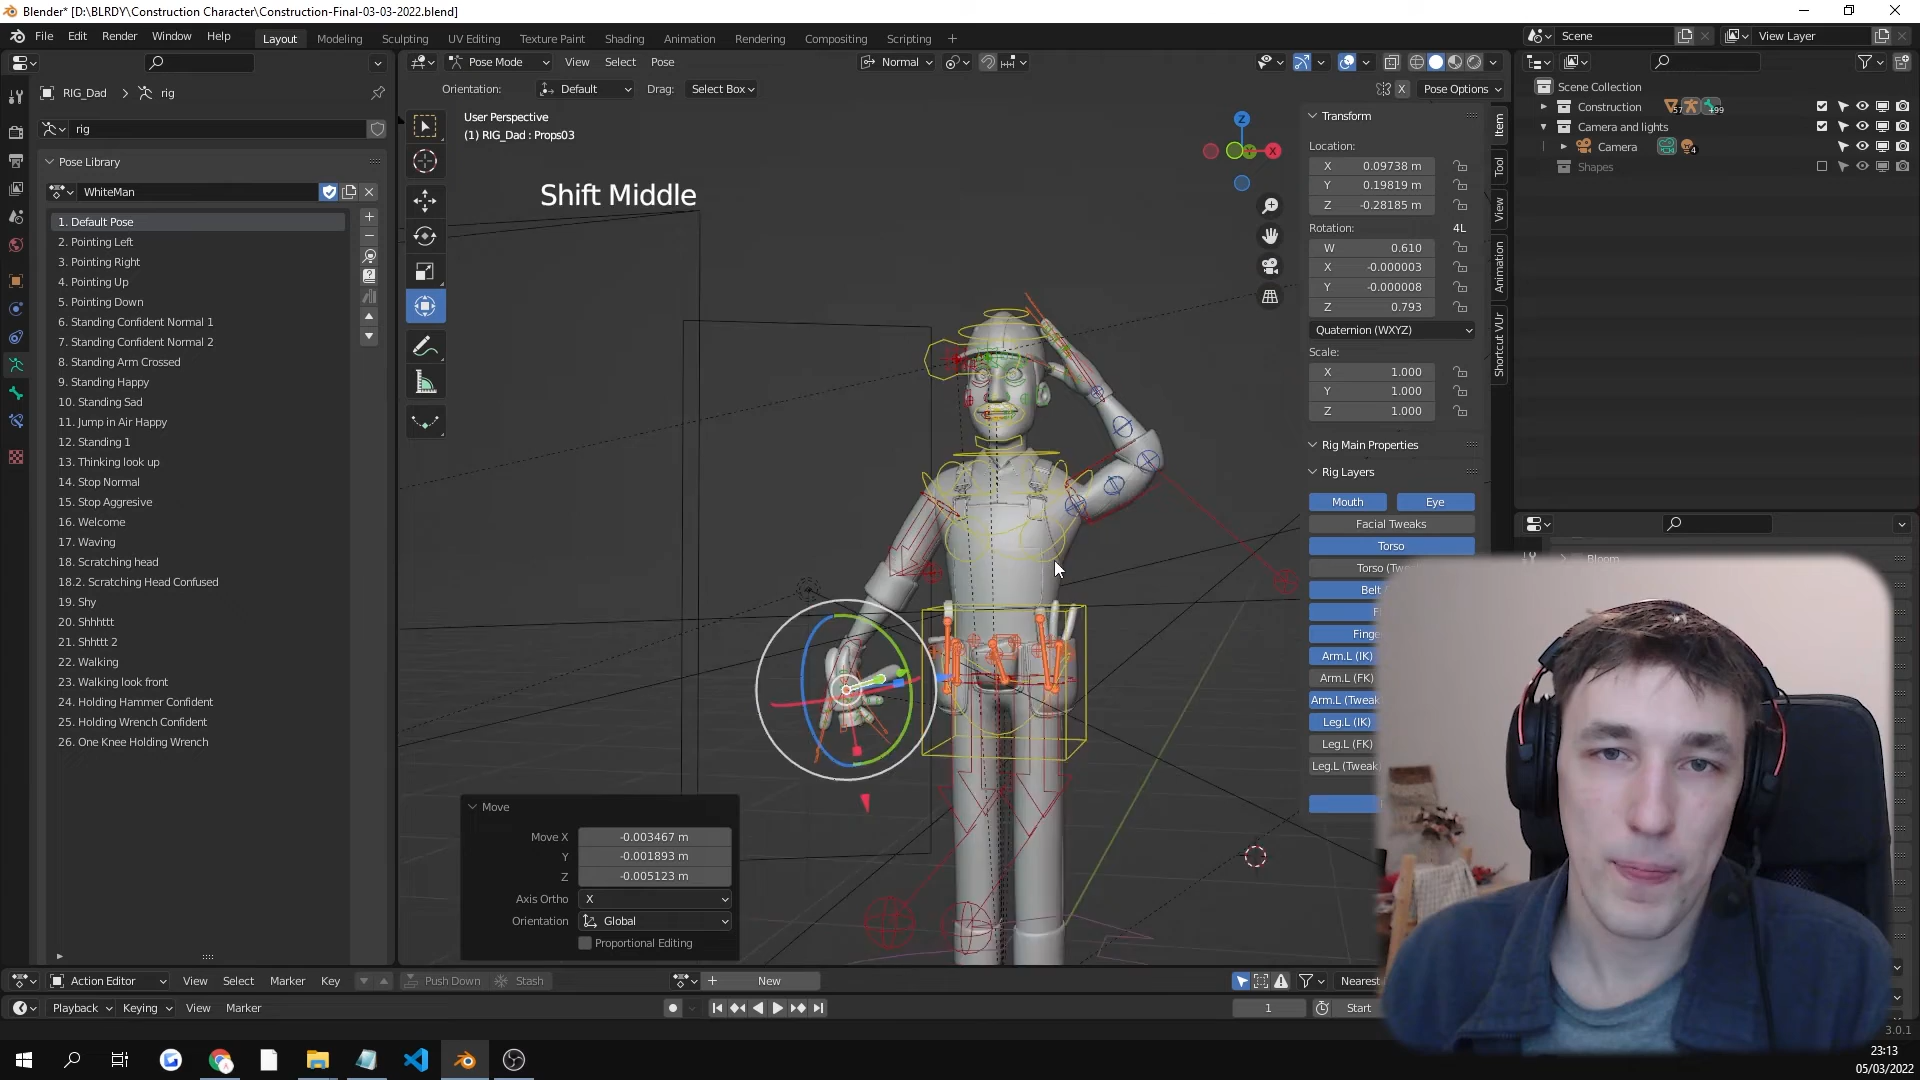 Blender* [D:\BLRDY\Construction Character\Construction-Final-03-03-2022.blend]
File Edit Render Window Help
Layout Modeling Sculpting UV Editing Texture Paint Shading Animation Rendering Compositing Scripting
Scene
View Layer
Pose Mode View Select Pose
Normal
RIG_Dad rig
Orientation: Default Drag: Select Box
X Pose Options
rig
Pose Library
WhiteMan
1. Default Pose
2. Pointing Left
3. Pointing Right
4. Pointing Up
5. Pointing Down
6. Standing Confident Normal 1
7. Standing Confident Normal 2
8. Standing Arm Crossed
9. Standing Happy
10. Standing Sad
11. Jump in Air Happy
12. Standing 1
13. Thinking look up
14. Stop Normal
15. Stop Aggresive
16. Welcome
17. Waving
18. Scratching head
18.2. Scratching Head Confused
19. Shy
20. Shhhttt
21. Shhttt 2
22. Walking
23. Walking look front
24. Holding Hammer Confident
25. Holding Wrench Confident
26. One Knee Holding Wrench
User Perspective
(1) RIG_Dad : Props03
Shift Middle
Z
X
Move
Move X -0.003467 m
Y -0.001893 m
Z -0.005123 m
Axis Ortho X
Orientation Global
Proportional Editing
Transform
Location:
X 0.09738 m
Y 0.19819 m
Z -0.28185 m
Rotation: 4L
W 0.610
X -0.000003
Y -0.000008
Z 0.793
Quaternion (WXYZ)
Scale:
X 1.000
Y 1.000
Z 1.000
Rig Main Properties
Rig Layers
Mouth Eye
Facial Tweaks
Torso
Torso (Tw
Belt
Finge
Arm.L (IK)
Arm.L (FK)
Arm.L (Tweak
Leg.L (IK)
Leg.L (FK)
Leg.L (Tweak
Item
Tool
View
Animation
Shortcut VUr
Scene Collection
Construction
Camera and lights
Camera
Shapes
Bloom
Action Editor View Select Marker Key Push Down Stash
New
Nearest
Playback Keying View Marker
1 Start
3.0.1
23:13
05/03/2022